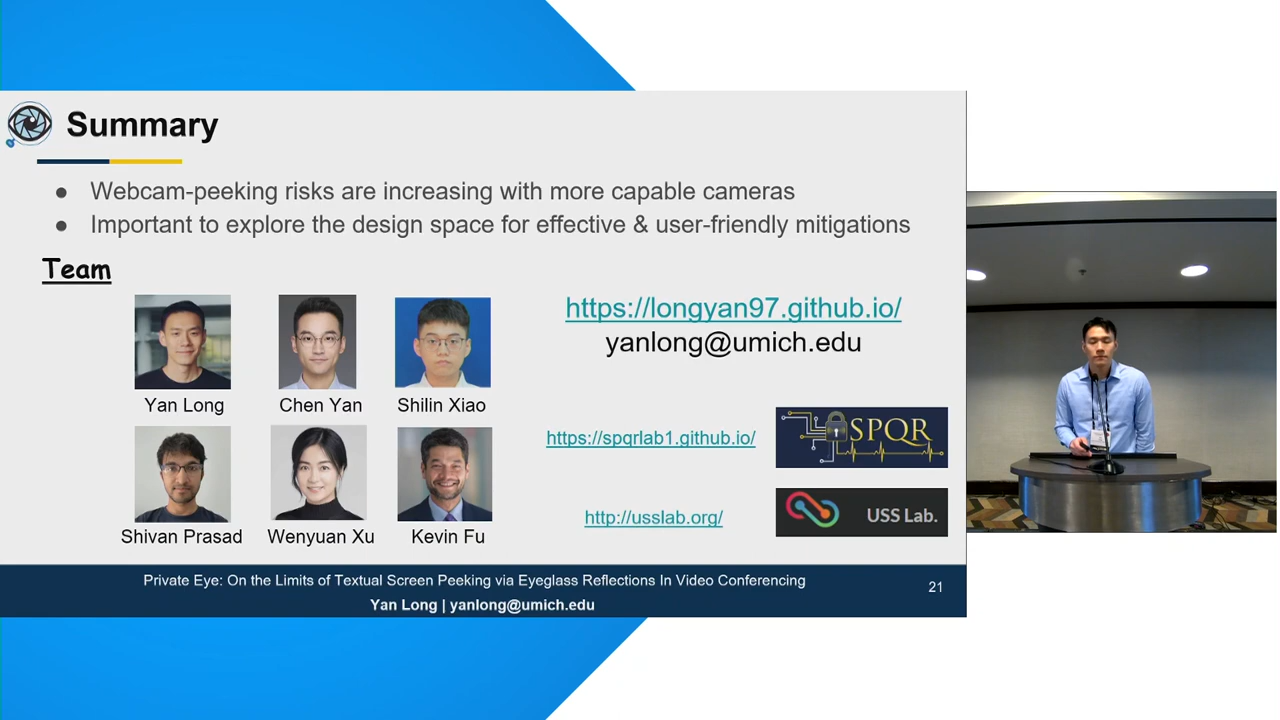 Summary
● Webcam-peeking risks are increasing with more capable cameras
● Important to explore the design space for effective & user-friendly mitigations
Team
Yan Long
Chen Yan
Shilin Xiao
Shivan Prasad
Wenyuan Xu
Kevin Fu
https://longyan97.github.io/
yanlong@umich.edu
https://spqrlab1.github.io/
SPQR
http://usslab.org/
USS Lab.
Private Eye: On the Limits of Textual Screen Peeking via Eyeglass Reflections In Video Conferencing
Yan Long | yanlong@umich.edu
21